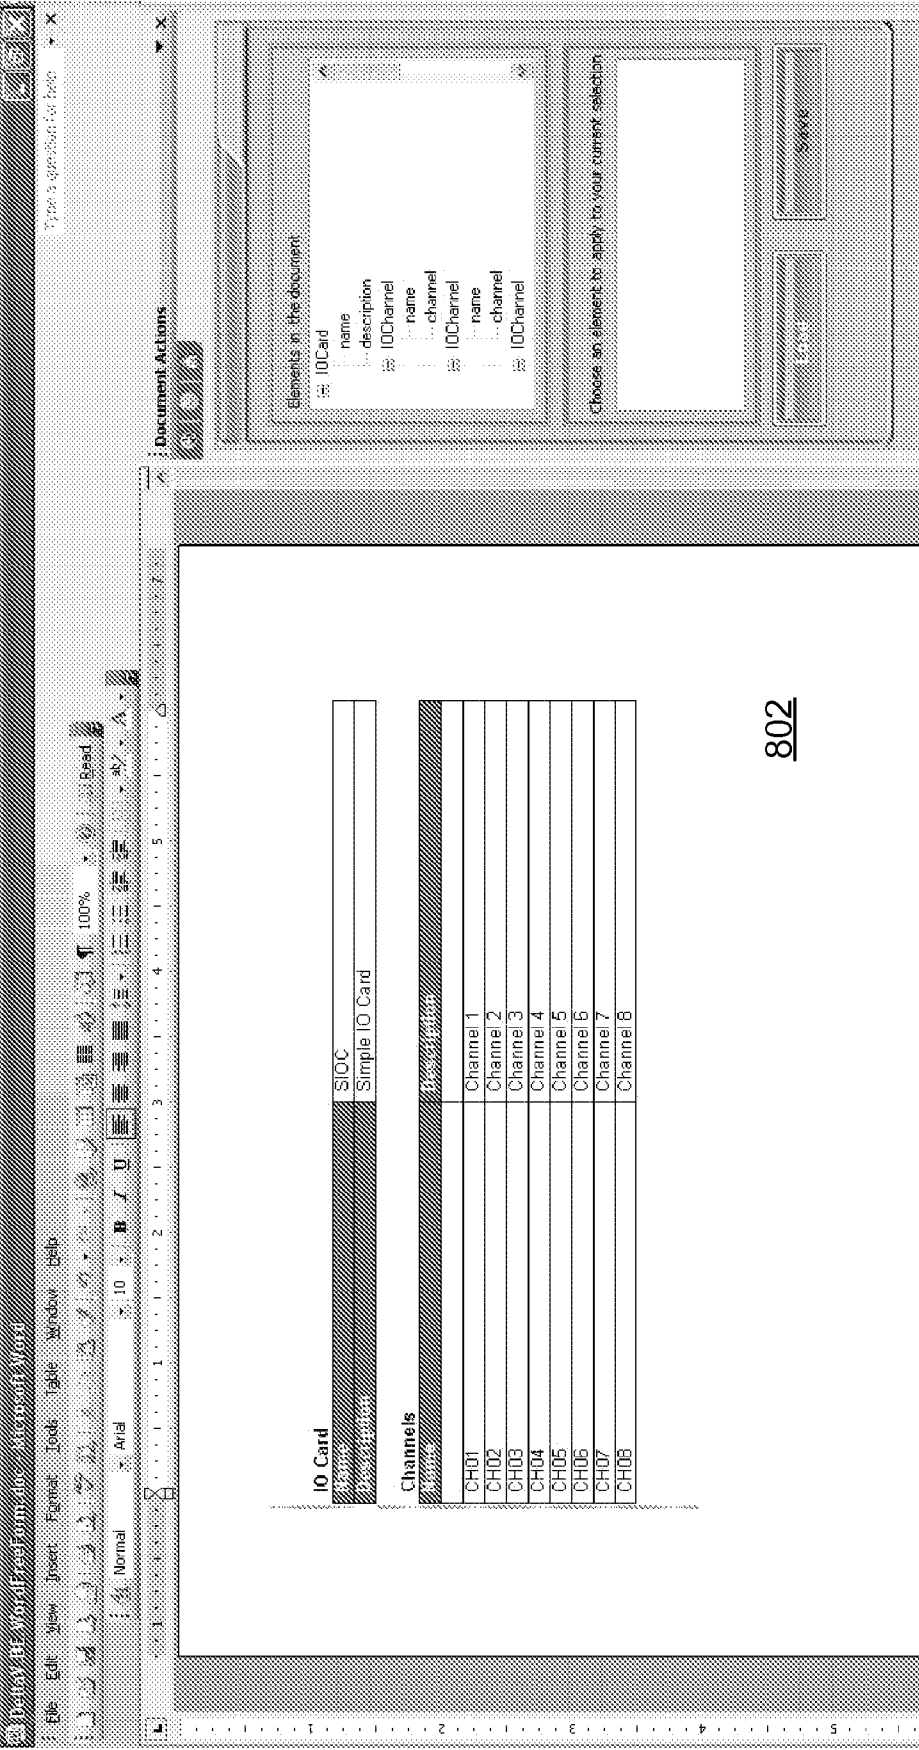 WordFreeForm.doc - Microsoft Word
File Edit View Insert Format Tools Table Window Help
Type a question for help
100%
Read
Normal
Arial
10
B I U
Document Actions
Elements in the document
IOCard
name
description
IOChannel
name
channel
IOChannel
name
channel
IOChannel
Choose an element to apply to your current selection
Save
IO Card
Name SIOC
Description Simple IO Card
Channels
Name Description
CH01 Channel 1
CH02 Channel 2
CH03 Channel 3
CH04 Channel 4
CH05 Channel 5
CH06 Channel 6
CH07 Channel 7
CH08 Channel 8
802